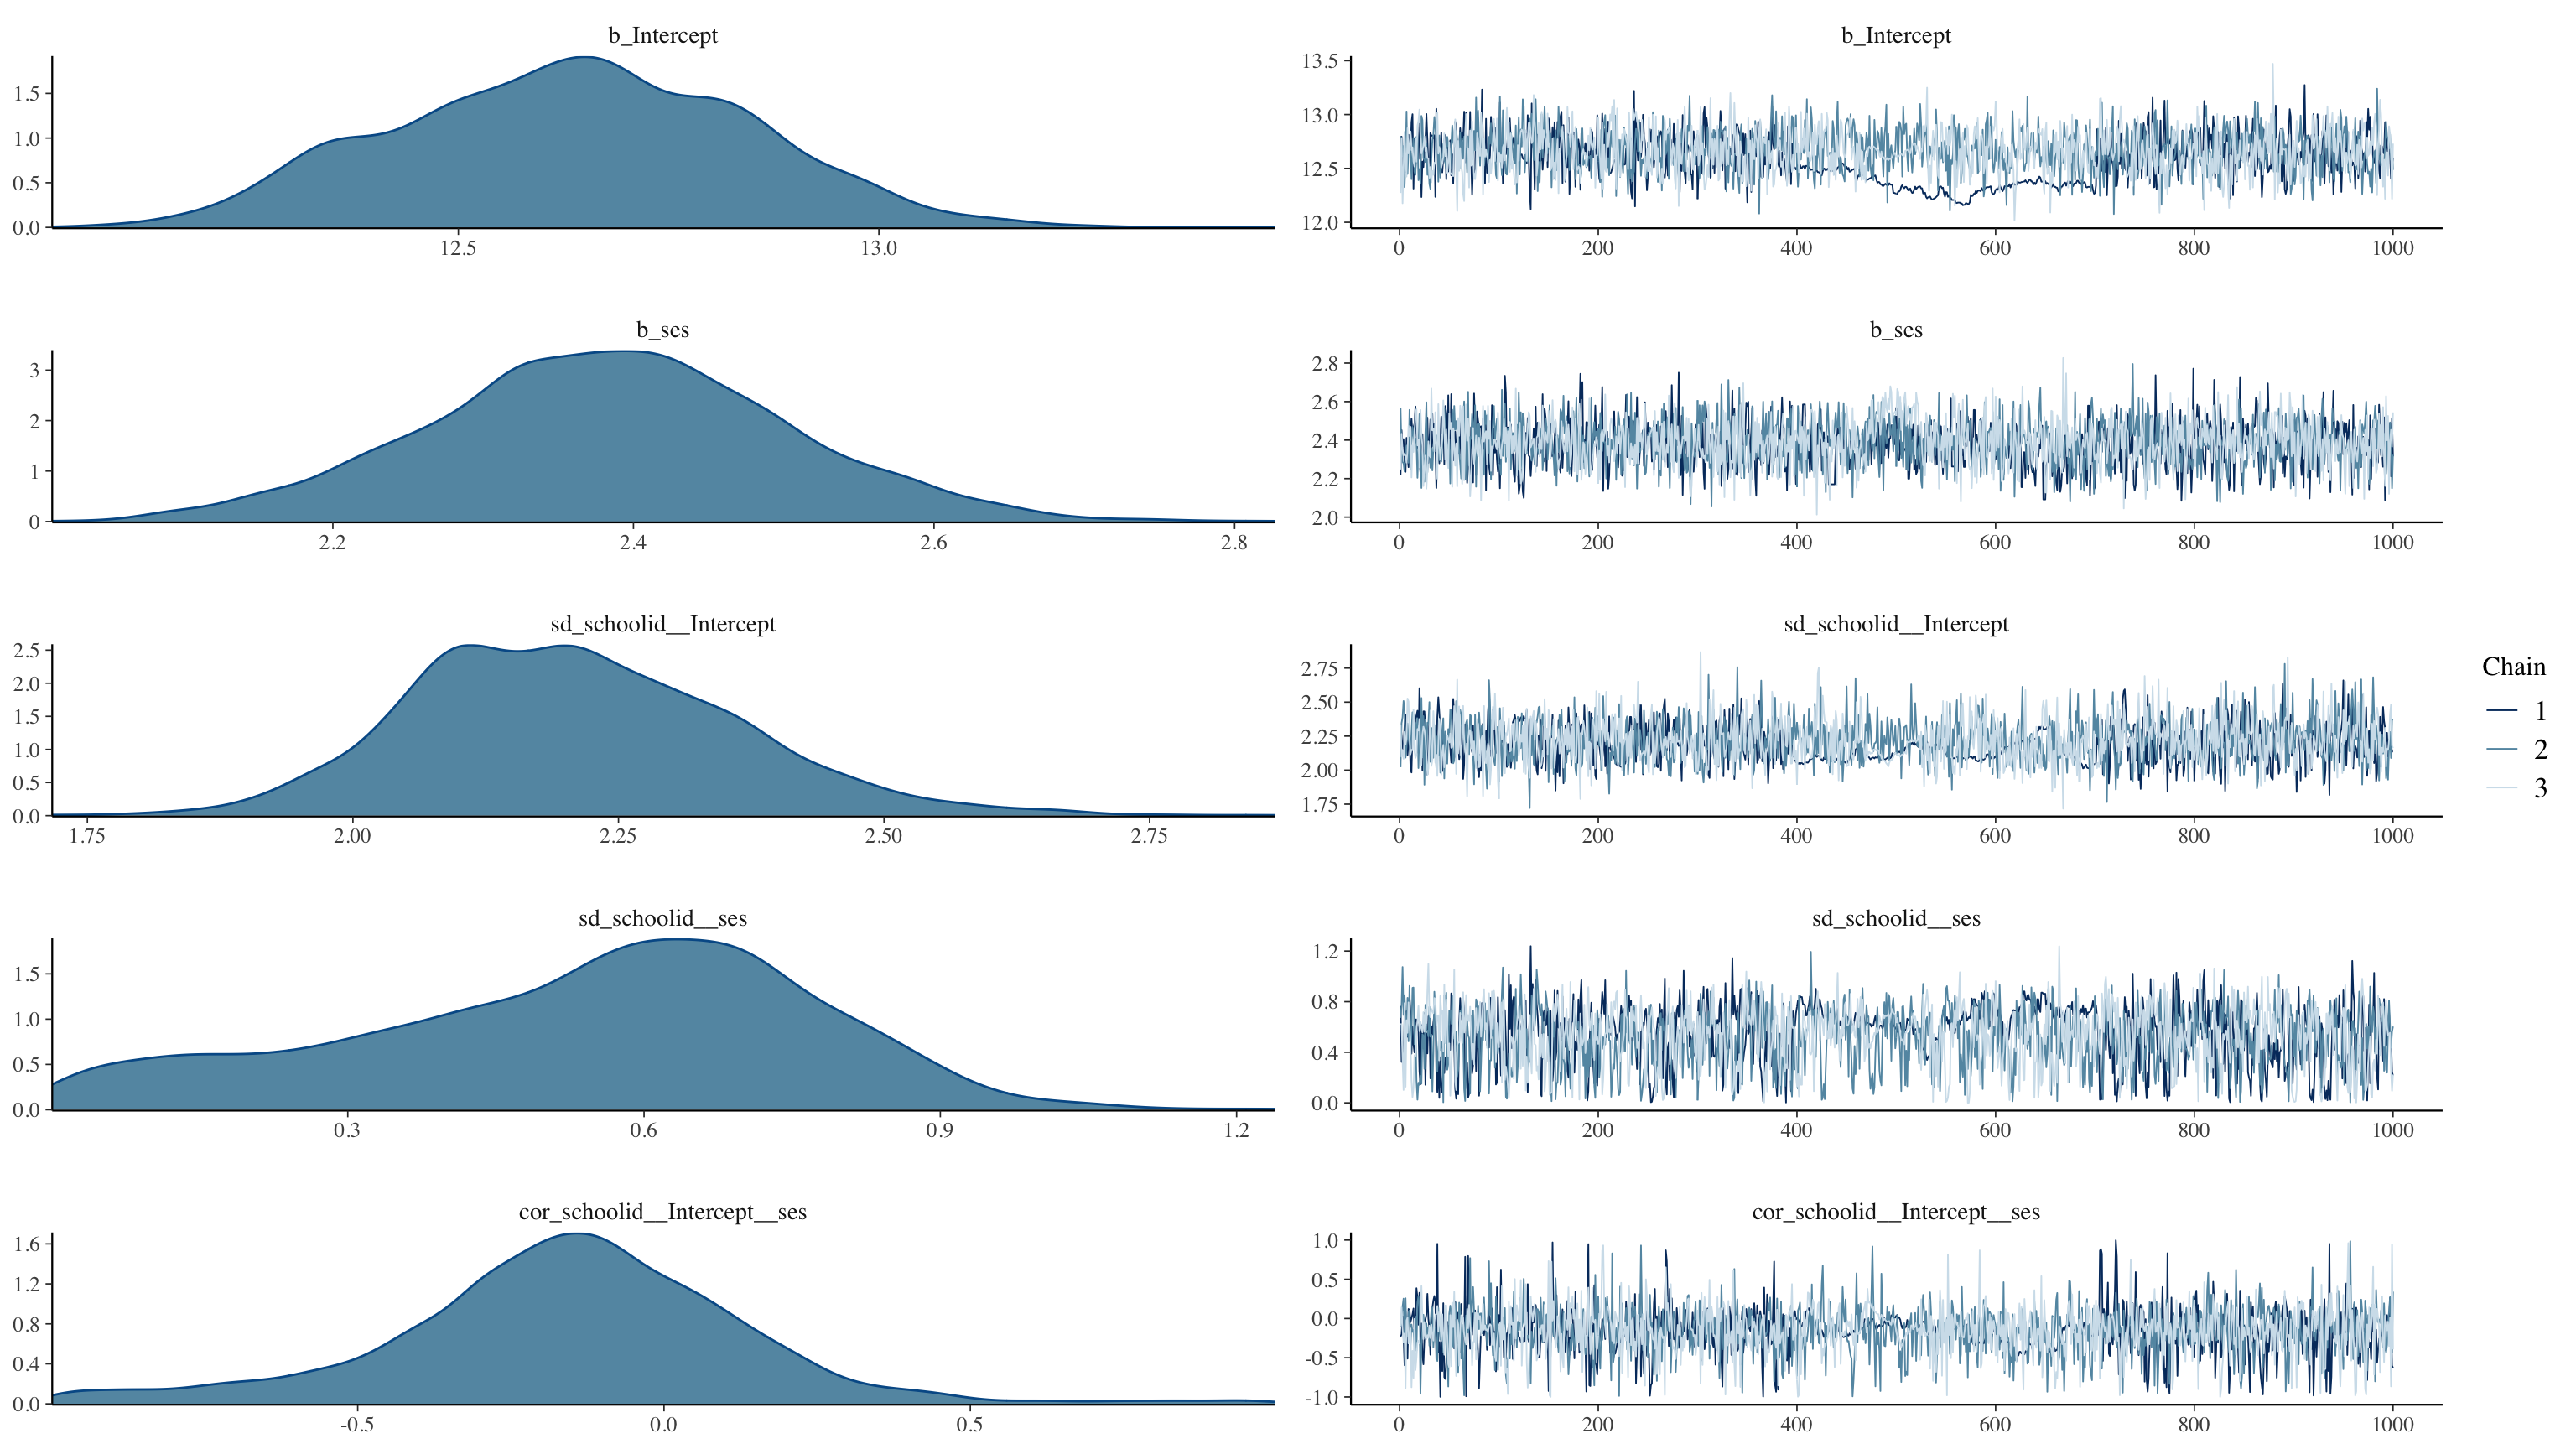 b_Intercept
1.5
1.0
0.5
0.0
12.5 13.0
b_Intercept
13.5
13.0
12.5
12.0
0 200 400 600 800 1000
b_ses
3
2
1
0
2.2 2.4 2.6 2.8
b_ses
2.8
2.6
2.4
2.2
2.0
0 200 400 600 800 1000
sd_schoolid__Intercept
2.5
2.0
1.5
1.0
0.5
0.0
1.75 2.00 2.25 2.50 2.75
sd_schoolid__Intercept
2.75
2.50
2.25
2.00
1.75
0 200 400 600 800 1000
sd_schoolid__ses
1.5
1.0
0.5
0.0
0.3 0.6 0.9 1.2
sd_schoolid__ses
1.2
0.8
0.4
0.0
0 200 400 600 800 1000
cor_schoolid__Intercept__ses
1.6
1.2
0.8
0.4
0.0
-0.5 0.0 0.5
cor_schoolid__Intercept__ses
1.0
0.5
0.0
-0.5
-1.0
0 200 400 600 800 1000
Chain
1
2
3